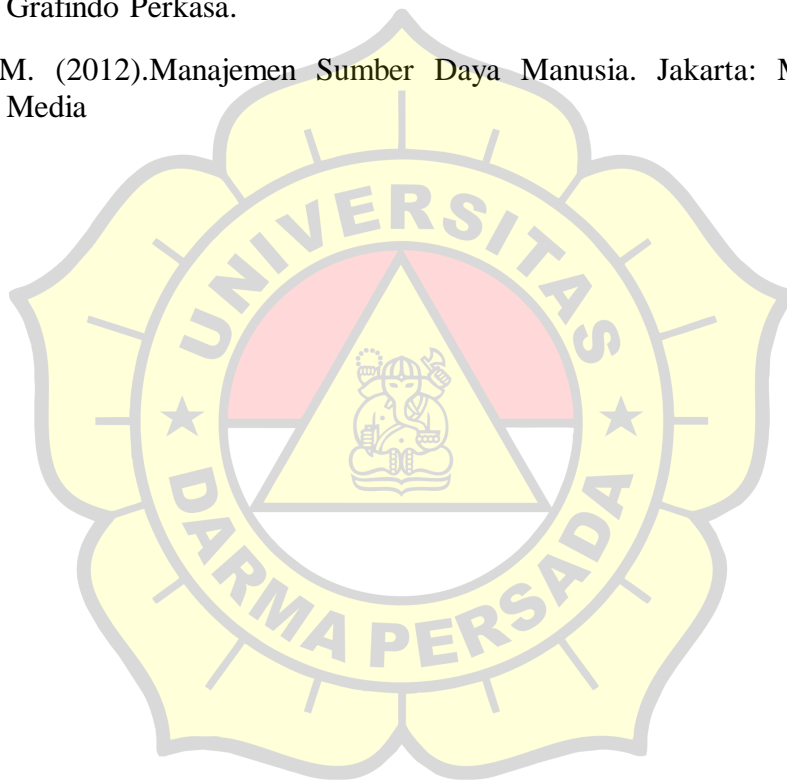 Grafindo Perkasa.
M. (2012).Manajemen Sumber Daya Manusia. Jakarta: M
Media
UNIVERSITAS
DARMA PERSADA